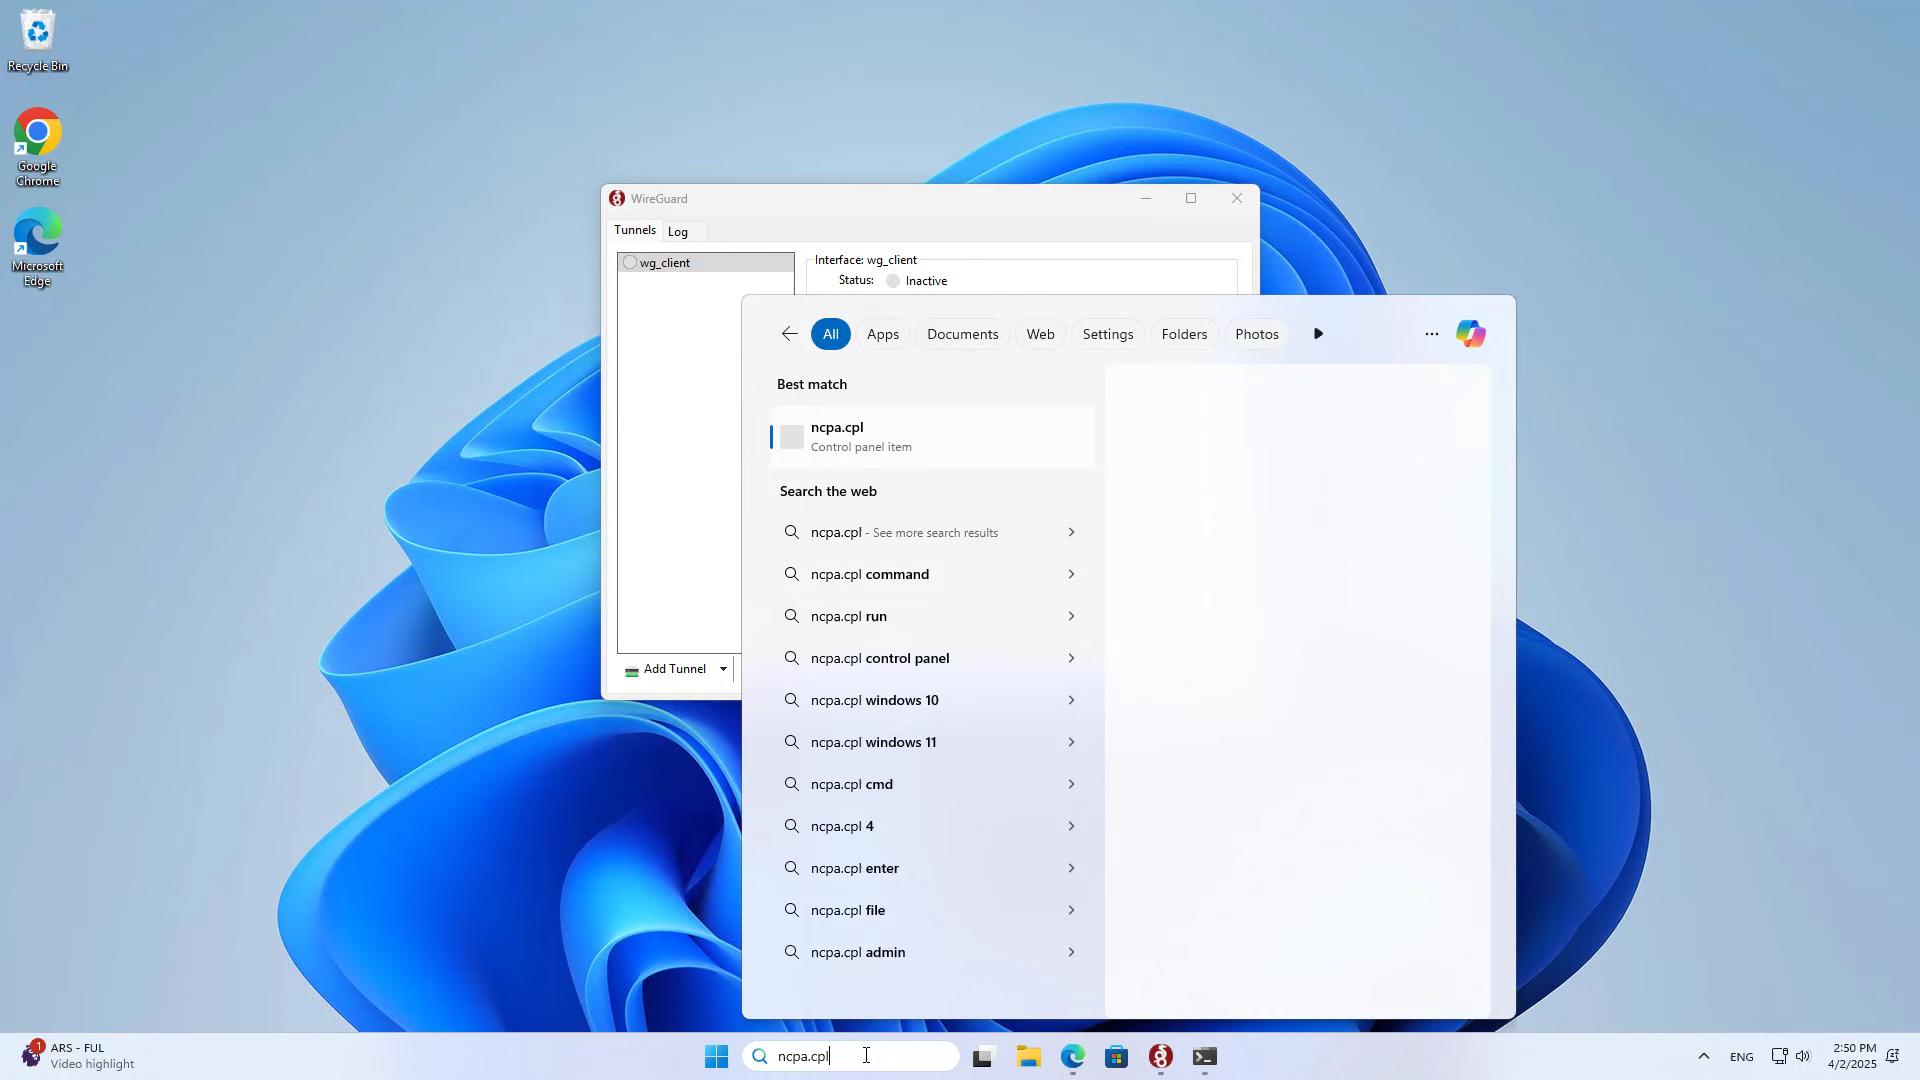 Recycle Bin
Google
Chrome
Microsoft
Edge
WireGuard
Tunnels
Log
wg_client
Interface: wg_client
Status:
Inactive
Add Tunnel
All
Apps
Documents
Web
Settings
Folders
Photos
Best match
ncpa.cpl
Control panel item
Search the web
ncpa.cpl - See more search results
ncpa.cpl command
ncpa.cpl run
ncpa.cpl control panel
ncpa.cpl windows 10
ncpa.cpl windows 11
ncpa.cpl cmd
ncpa.cpl 4
ncpa.cpl enter
ncpa.cpl file
ncpa.cpl admin
1
ARS - FUL
Video highlight
ncpa.cpl
ENG
2:50 PM
4/2/2025